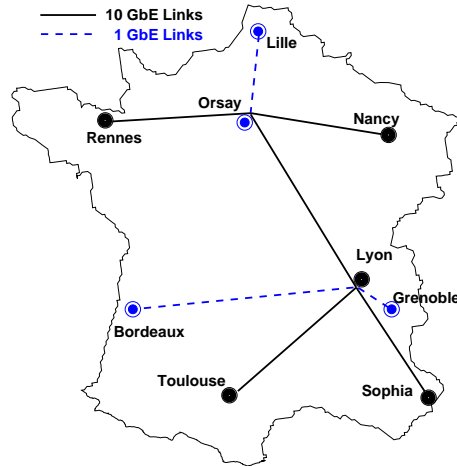 10 GbE Links
1 GbE Links
Lille
Orsay
Rennes
Nancy
Lyon
Grenoble
Bordeaux
Toulouse
Sophia